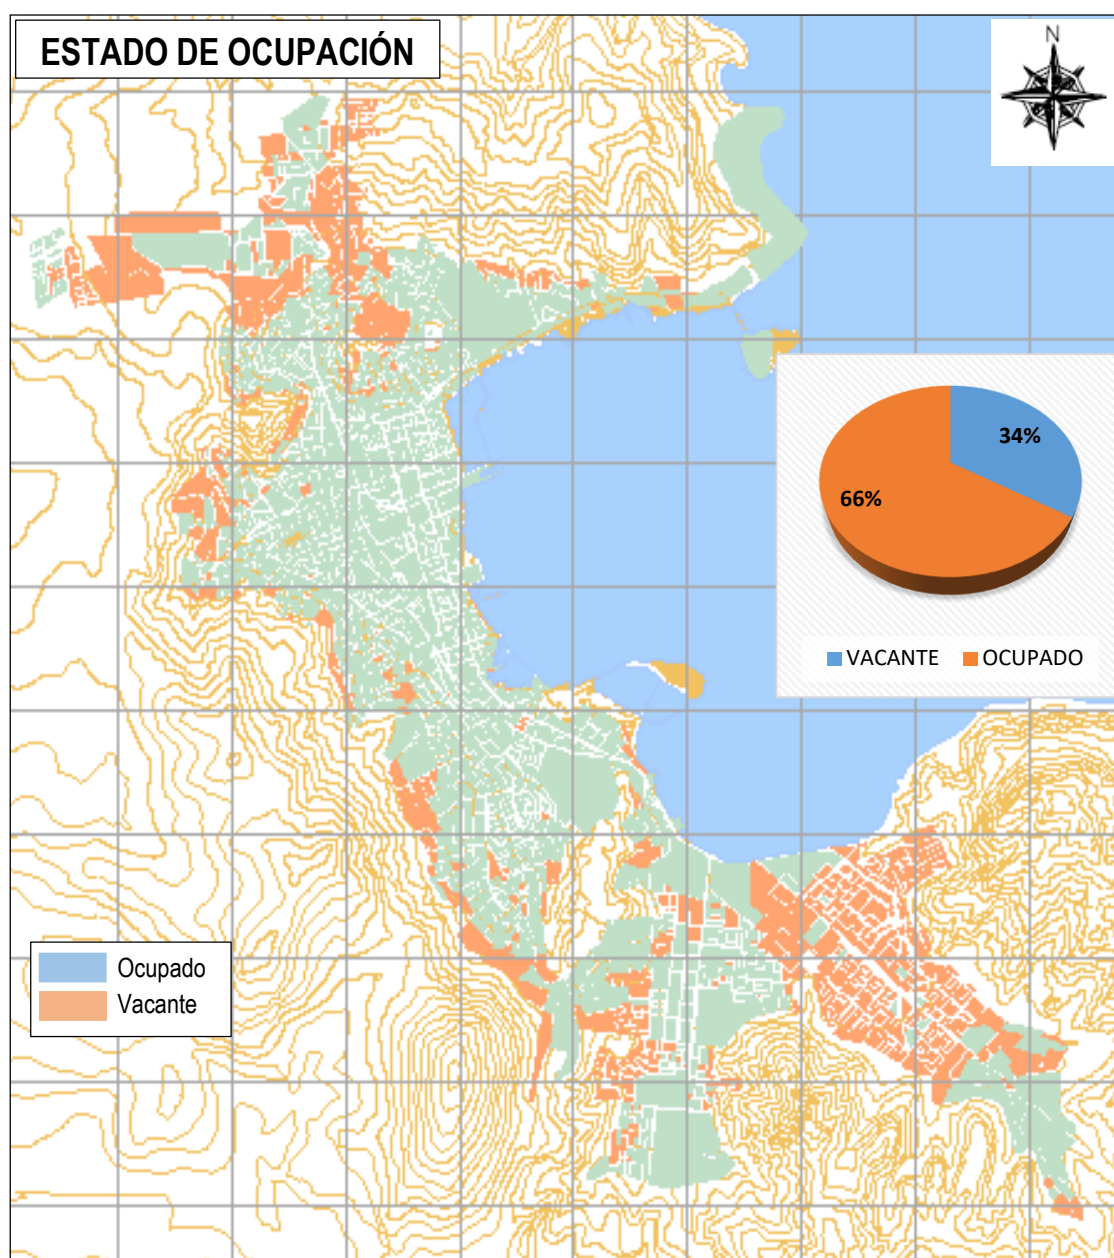 ESTADO DE OCUPACIÓN
N
34%
66%
VACANTE OCUPADO
Ocupado
Vacante